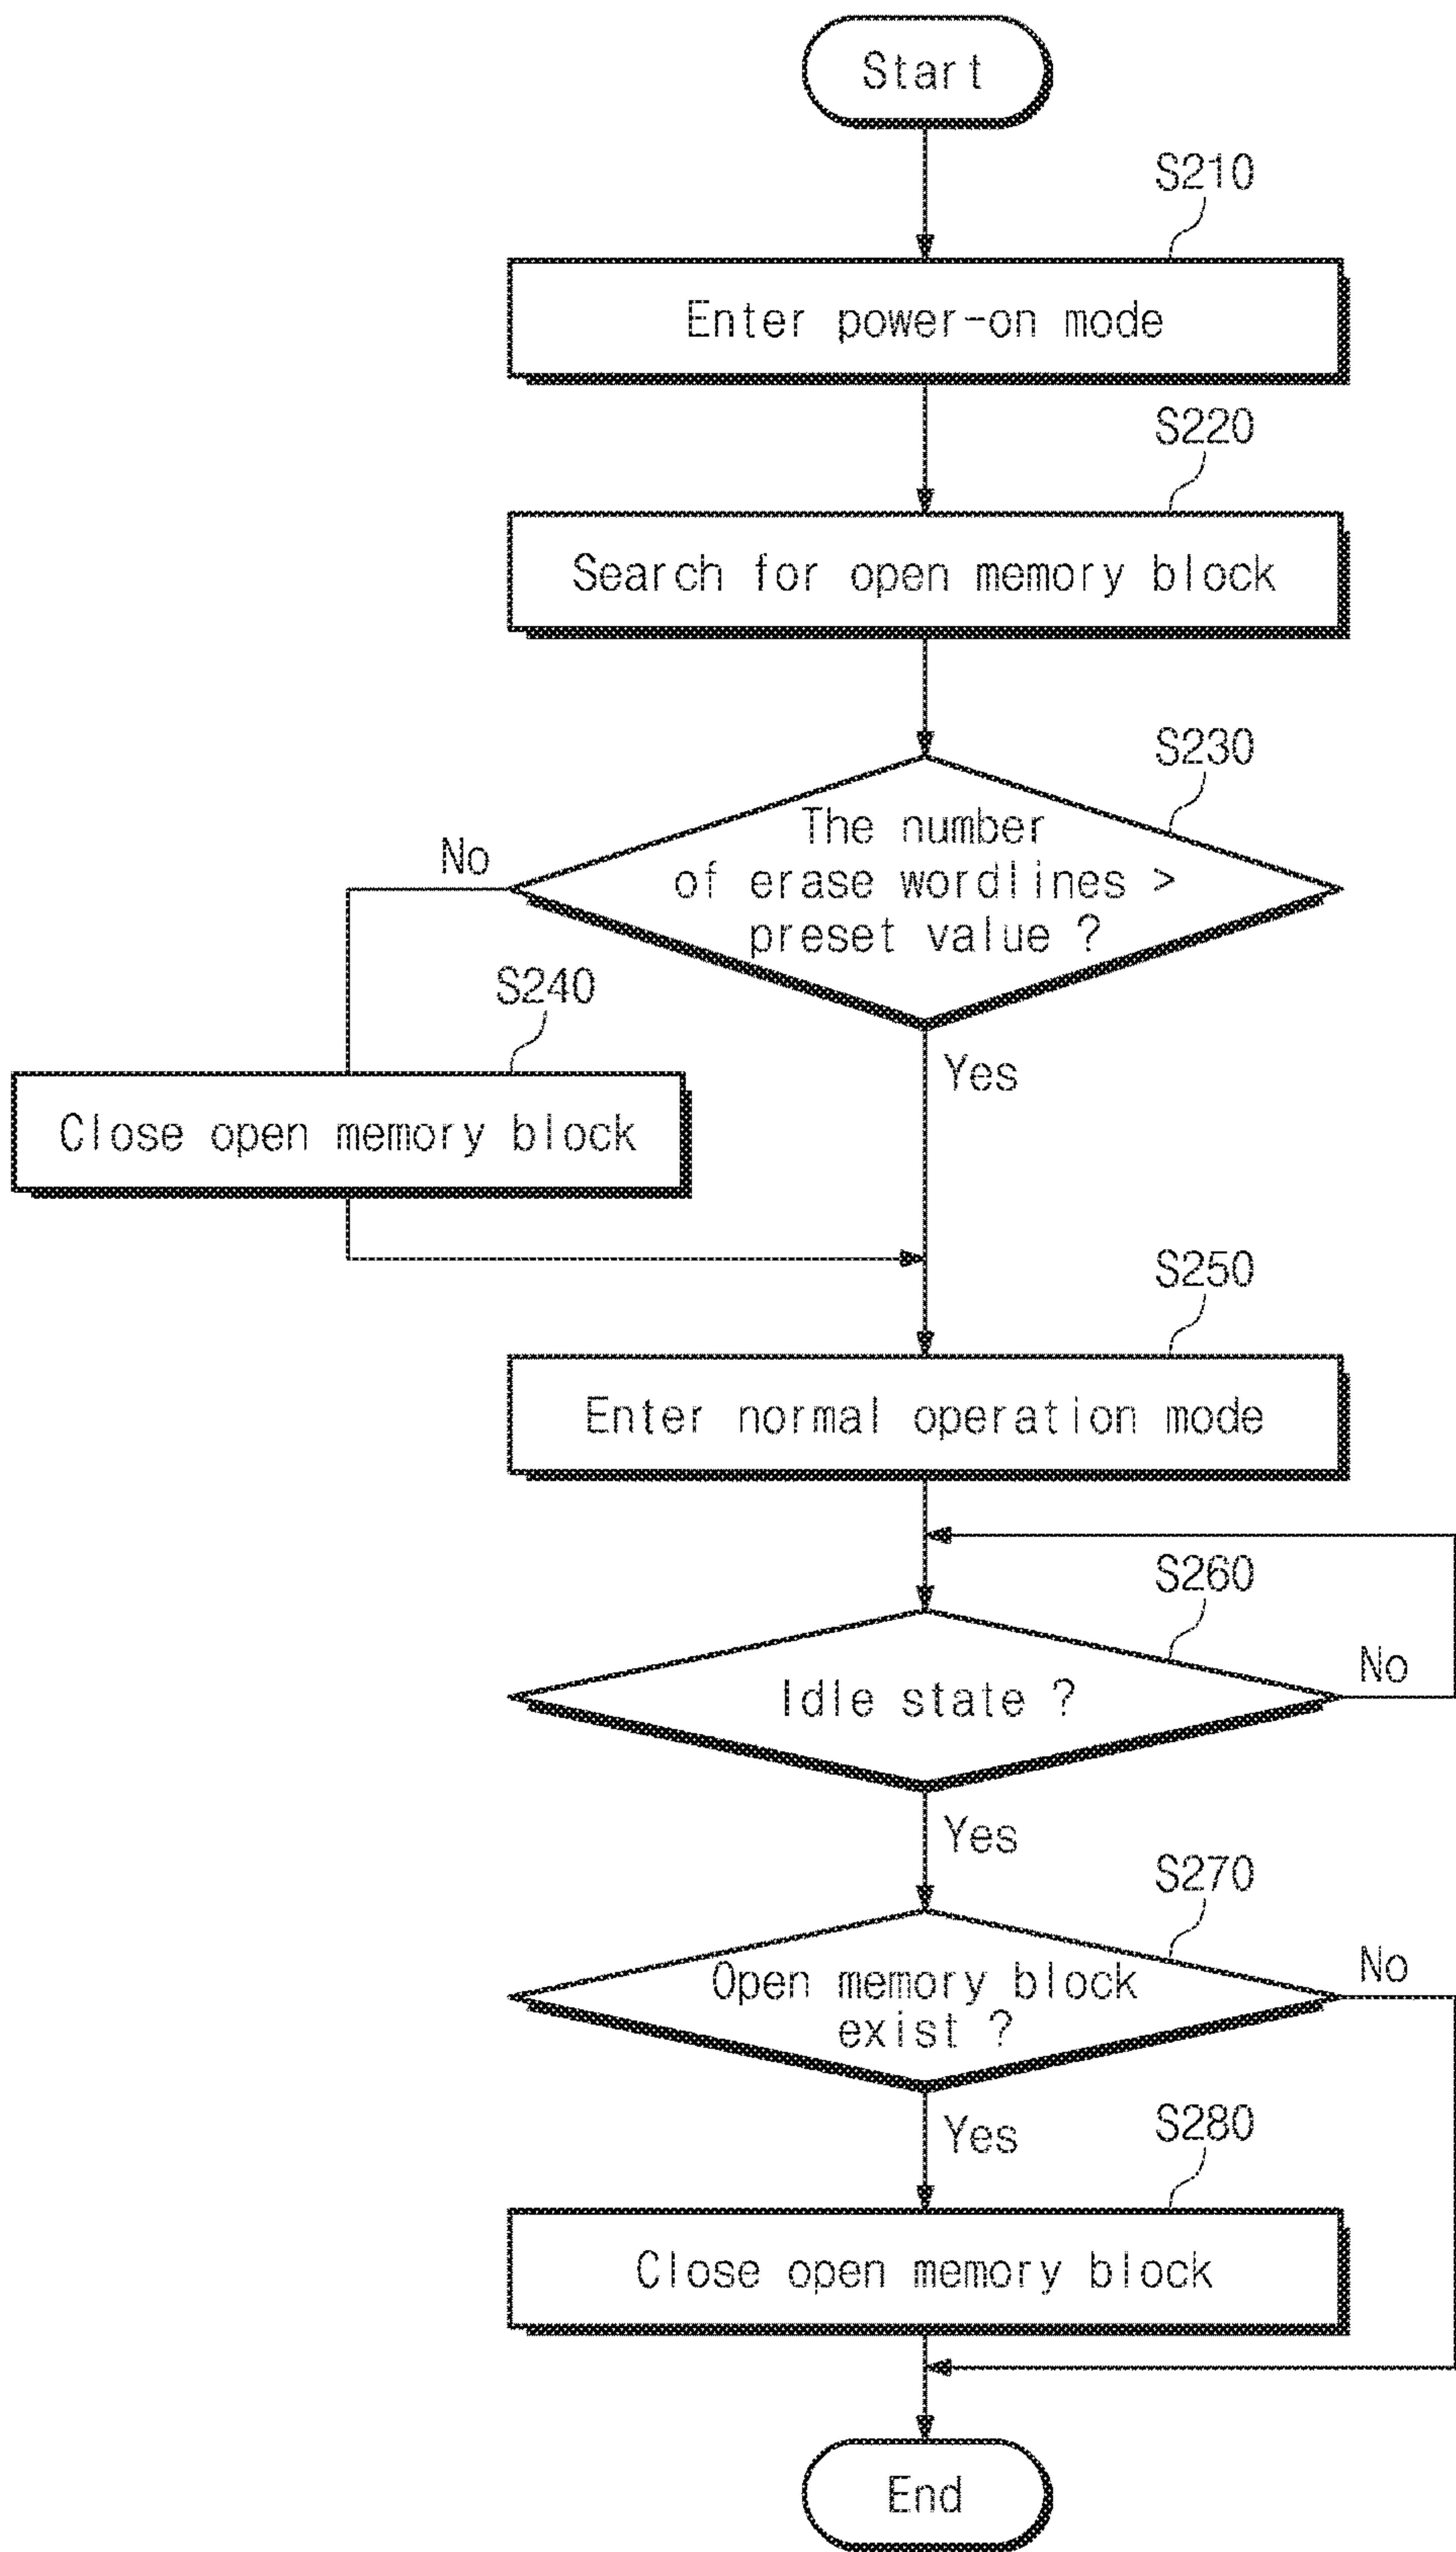 Start
S210
Enter power-on mode
S220
Search for open memory block
S230
The number
of erase wordlines >
preset value ?
No
S240
Yes
Close open memory block
S250
Enter normal operation mode
S260
Idle state ?
No
Yes
S270
Open memory block
exist ?
No
Yes
S280
Close open memory block
End